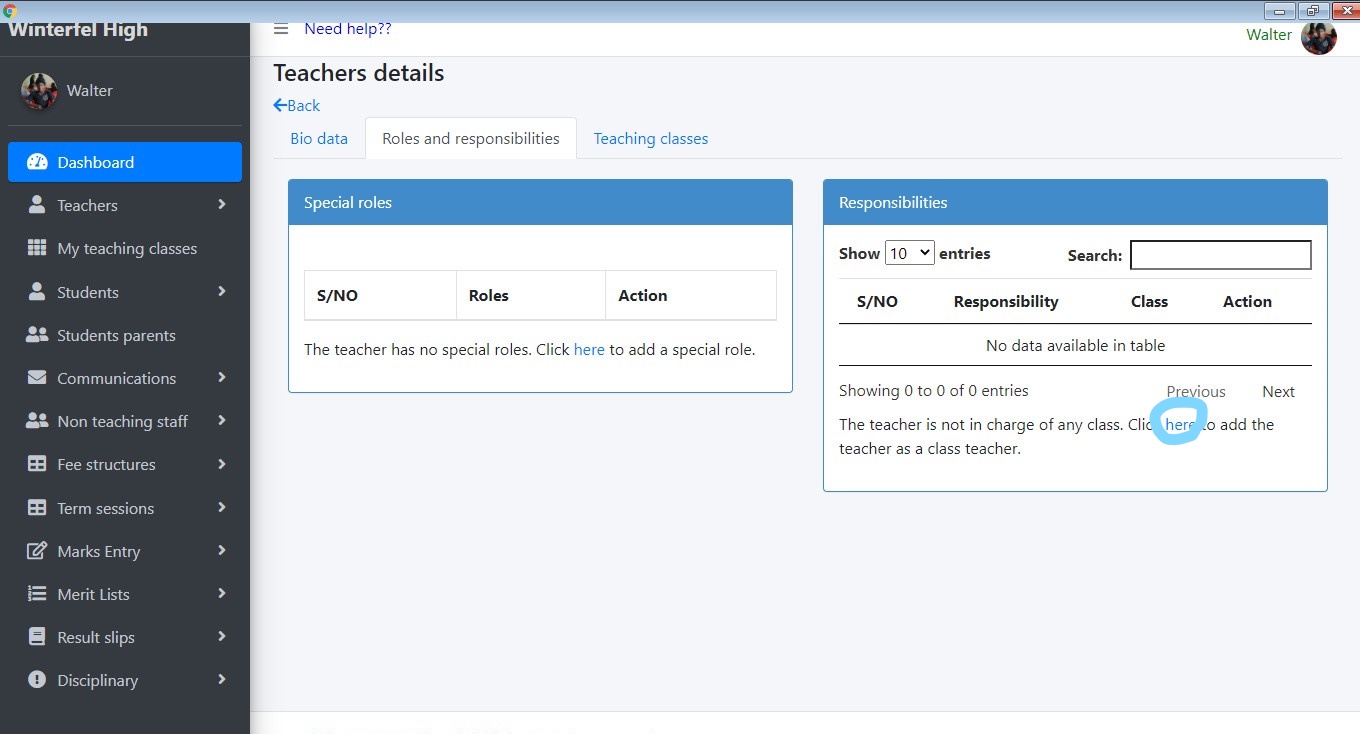 Winterfel High
Need help??
Walter
Walter
Dashboard
Teachers
My teaching classes
Students
Students parents
Communications
Non teaching staff
Fee structures
Term sessions
Marks Entry
Merit Lists
Result slips
Disciplinary
Teachers details
Back
Bio data Roles and responsibilities Teaching classes
Special roles
S/NO Roles Action
The teacher has no special roles. Click here to add a special role.
Responsibilities
Show 10 entries Search:
S/NO Responsibility Class Action
No data available in table
Showing 0 to 0 of 0 entries Previous Next
The teacher is not in charge of any class. Click here to add the
teacher as a class teacher.